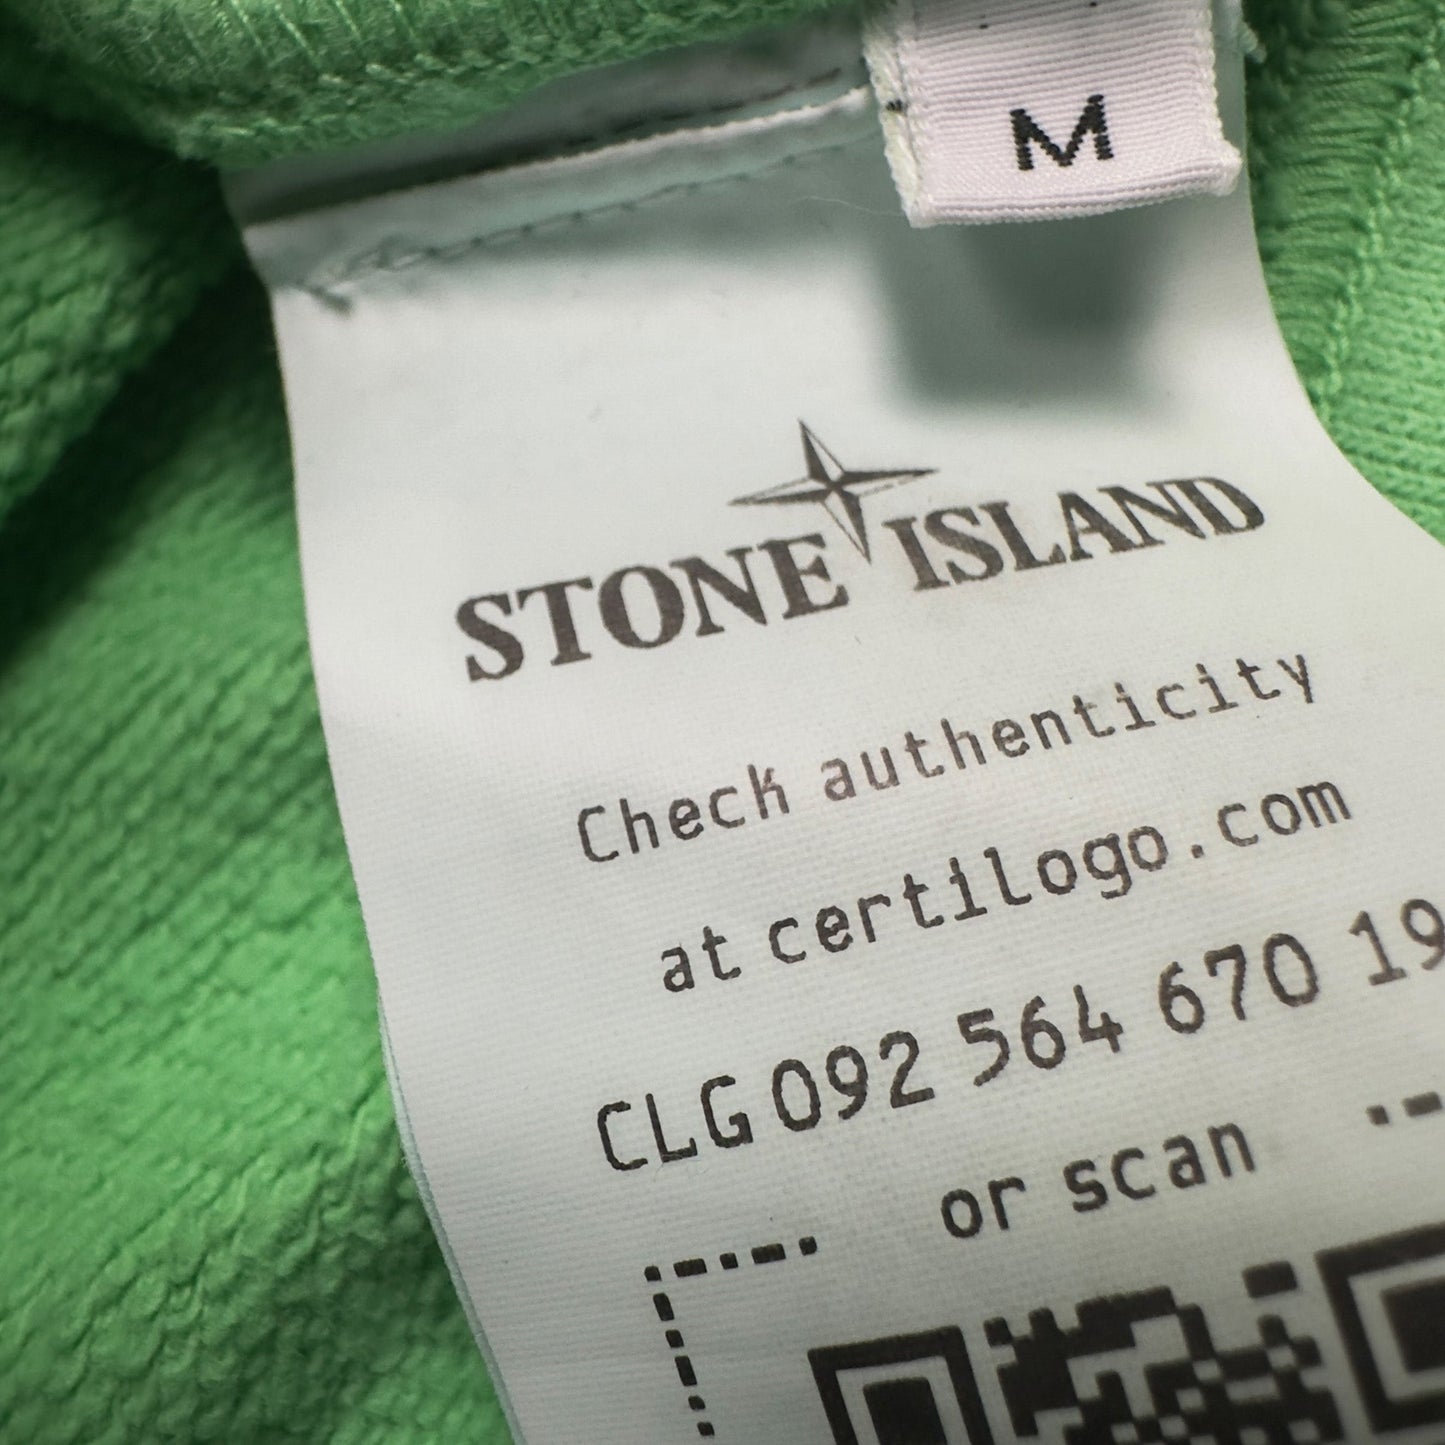 M
STONE ISLAND
Check authenticity
at certilogo.com
CLG 092 564 670 19
or scan